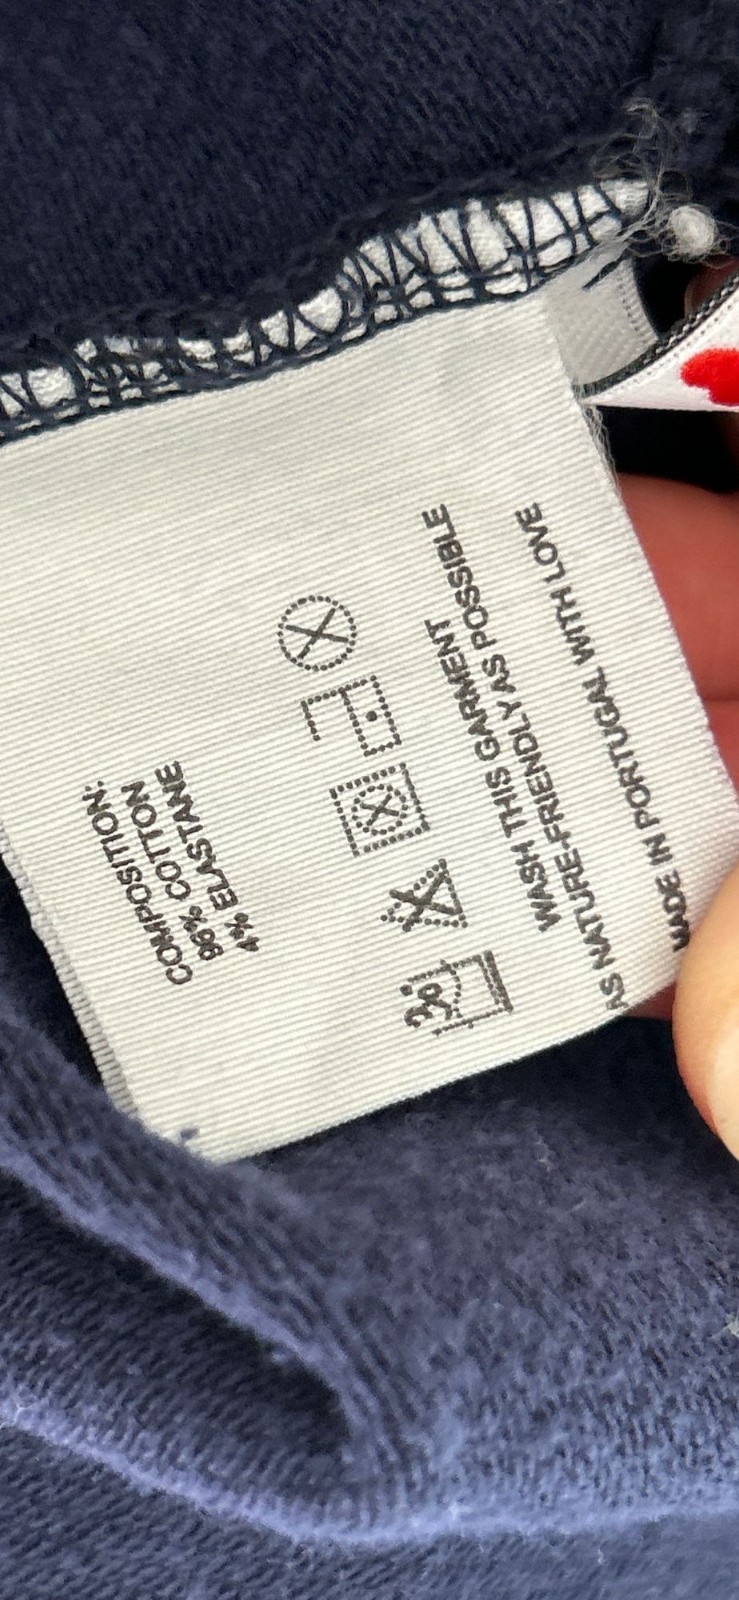 COMPOSITION:
96% COTTON
4% ELASTANE
30°
WASH THIS GARMENT
AS NATURE-FRIENDLY AS POSSIBLE
MADE IN PORTUGAL WITH LOVE